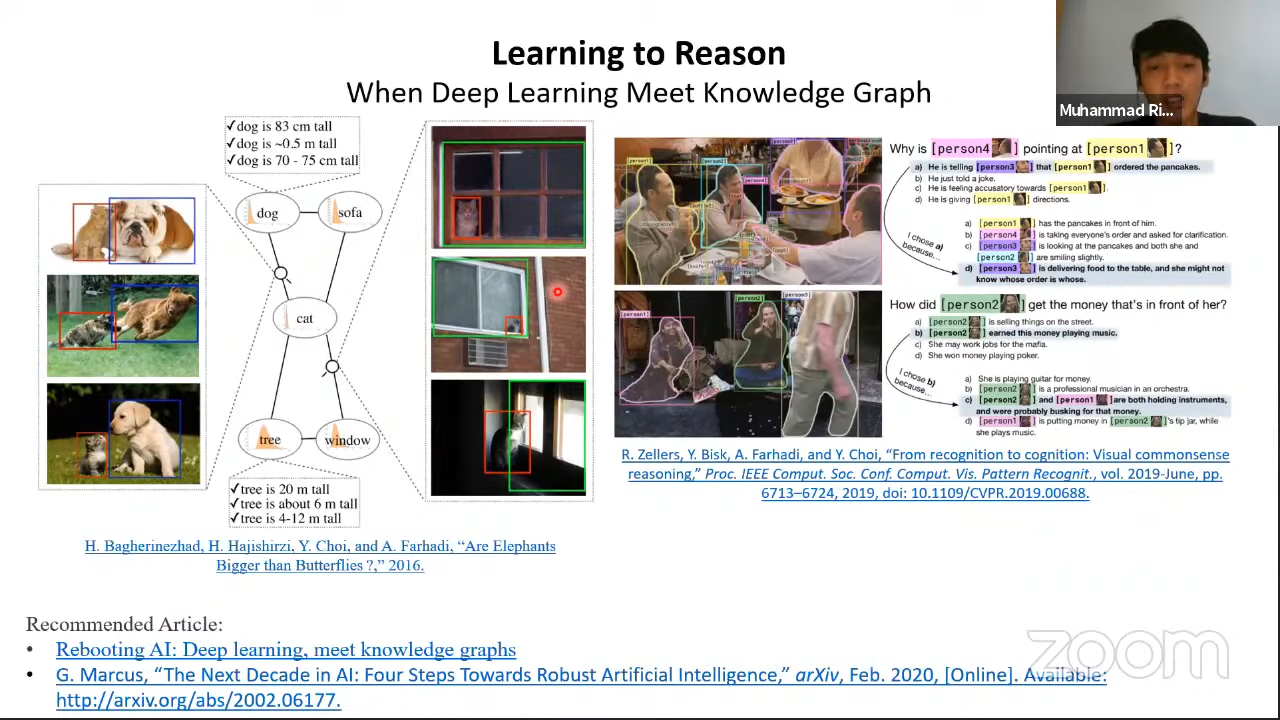 Learning to Reason
When Deep Learning Meet Knowledge Graph
Muhammad Ri...
✓dog is 83 cm tall
✓dog is ~0.5 m tall
✓dog is 70 - 75 cm tall
dog
sofa
cat
tree
window
✓tree is 20 m tall
✓tree is about 6 m tall
✓tree is 4-12 m tall
H. Bagherinezhad, H. Hajishirzi, Y. Choi, and A. Farhadi, “Are Elephants
Bigger than Butterflies ?,” 2016.
[person1]
[person2]
[person3]
[person4]
Why is [person4] pointing at [person1]?
a) He is telling [person3] that [person1] ordered the pancakes.
b) He just told a joke.
c) He is feeling accusatory towards [person1].
d) He is giving [person1] directions.
I chose a)
because...
a) [person1] has the pancakes in front of him.
b) [person4] is taking everyone's order and asked for clarification.
c) [person3] is looking at the pancakes and both she and
[person2] are smiling slightly.
d) [person3] is delivering food to the table, and she might not
know whose order is whose.
[person1]
[person2]
[person3]
How did [person2] get the money that's in front of her?
a) [person2] is selling things on the street.
b) [person2] earned this money playing music.
c) She may work jobs for the mafia.
d) She won money playing poker.
I chose b)
because...
a) She is playing guitar for money.
b) [person2] is a professional musician in an orchestra.
c) [person2] and [person1] are both holding instruments,
and were probably busking for that money.
d) [person1] is putting money in [person2]'s tip jar, while
she plays music.
R. Zellers, Y. Bisk, A. Farhadi, and Y. Choi, “From recognition to cognition: Visual commonsense
reasoning,” Proc. IEEE Comput. Soc. Conf. Comput. Vis. Pattern Recognit., vol. 2019-June, pp.
6713–6724, 2019, doi: 10.1109/CVPR.2019.00688.
Recommended Article:
• Rebooting AI: Deep learning, meet knowledge graphs
• G. Marcus, “The Next Decade in AI: Four Steps Towards Robust Artificial Intelligence,” arXiv, Feb. 2020, [Online]. Available:
http://arxiv.org/abs/2002.06177.
zoom